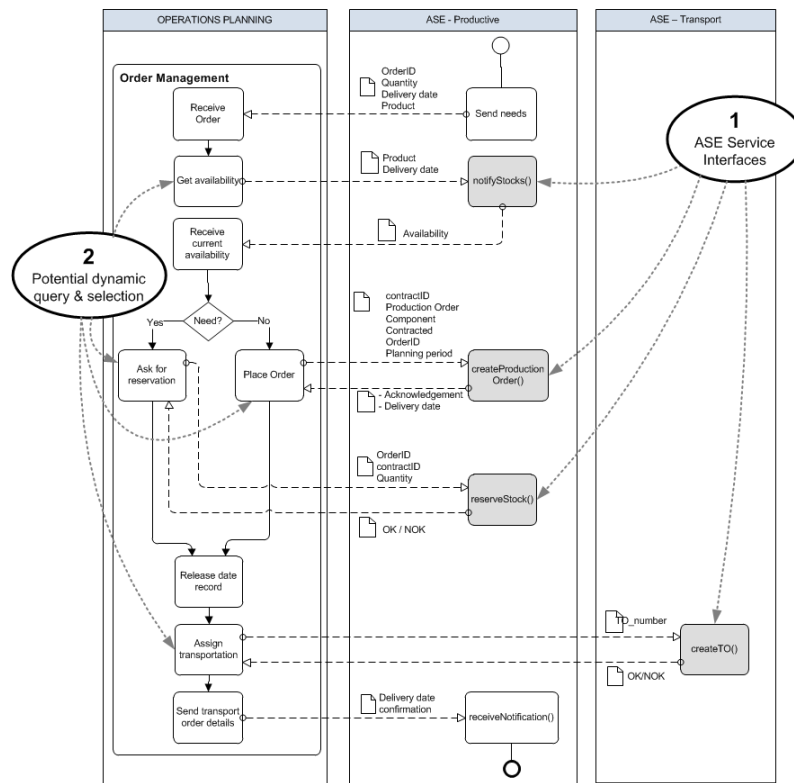 OPERATIONS PLANNING
ASE - Productive
ASE – Transport
Order Management
OrderID
Quantity
Delivery date
Product
Receive
Order
Send needs
1
ASE Service
Interfaces
Product
Delivery date
Get availability
notifyStocks()
Receive
current
availability
Availability
2
Potential dynamic
query & selection
contractID
Production Order
Component
Contracted
OrderID
Planning period
Need?
Yes
No
Ask for
reservation
Place Order
createProduction
Order()
- Acknowledgement
- Delivery date
OrderID
contractID
Quantity
reserveStock()
OK / NOK
Release date
record
TO_number
Assign
transportation
createTO()
OK/NOK
Send transport
order details
Delivery date
confirmation
receiveNotification()